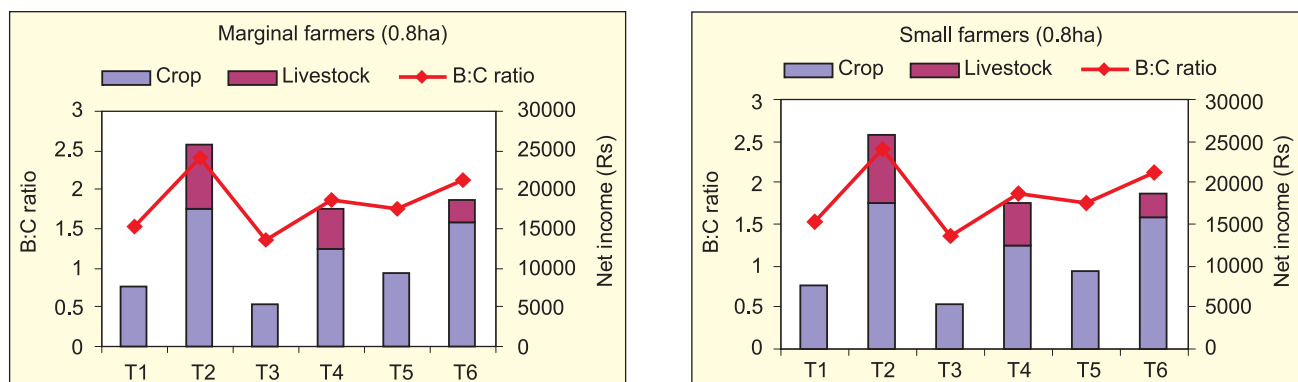 Marginal farmers (0.8ha)
Crop Livestock B:C ratio
3 30000
2.5 25000
2 20000
1.5 15000
1 10000
0.5 5000
0 0
B:C ratio
Net income (Rs)
T1 T2 T3 T4 T5 T6
Small farmers (0.8ha)
Crop Livestock B:C ratio
3 30000
2.5 25000
2 20000
1.5 15000
1 10000
0.5 5000
0 0
B:C ratio
Net income (Rs)
T1 T2 T3 T4 T5 T6